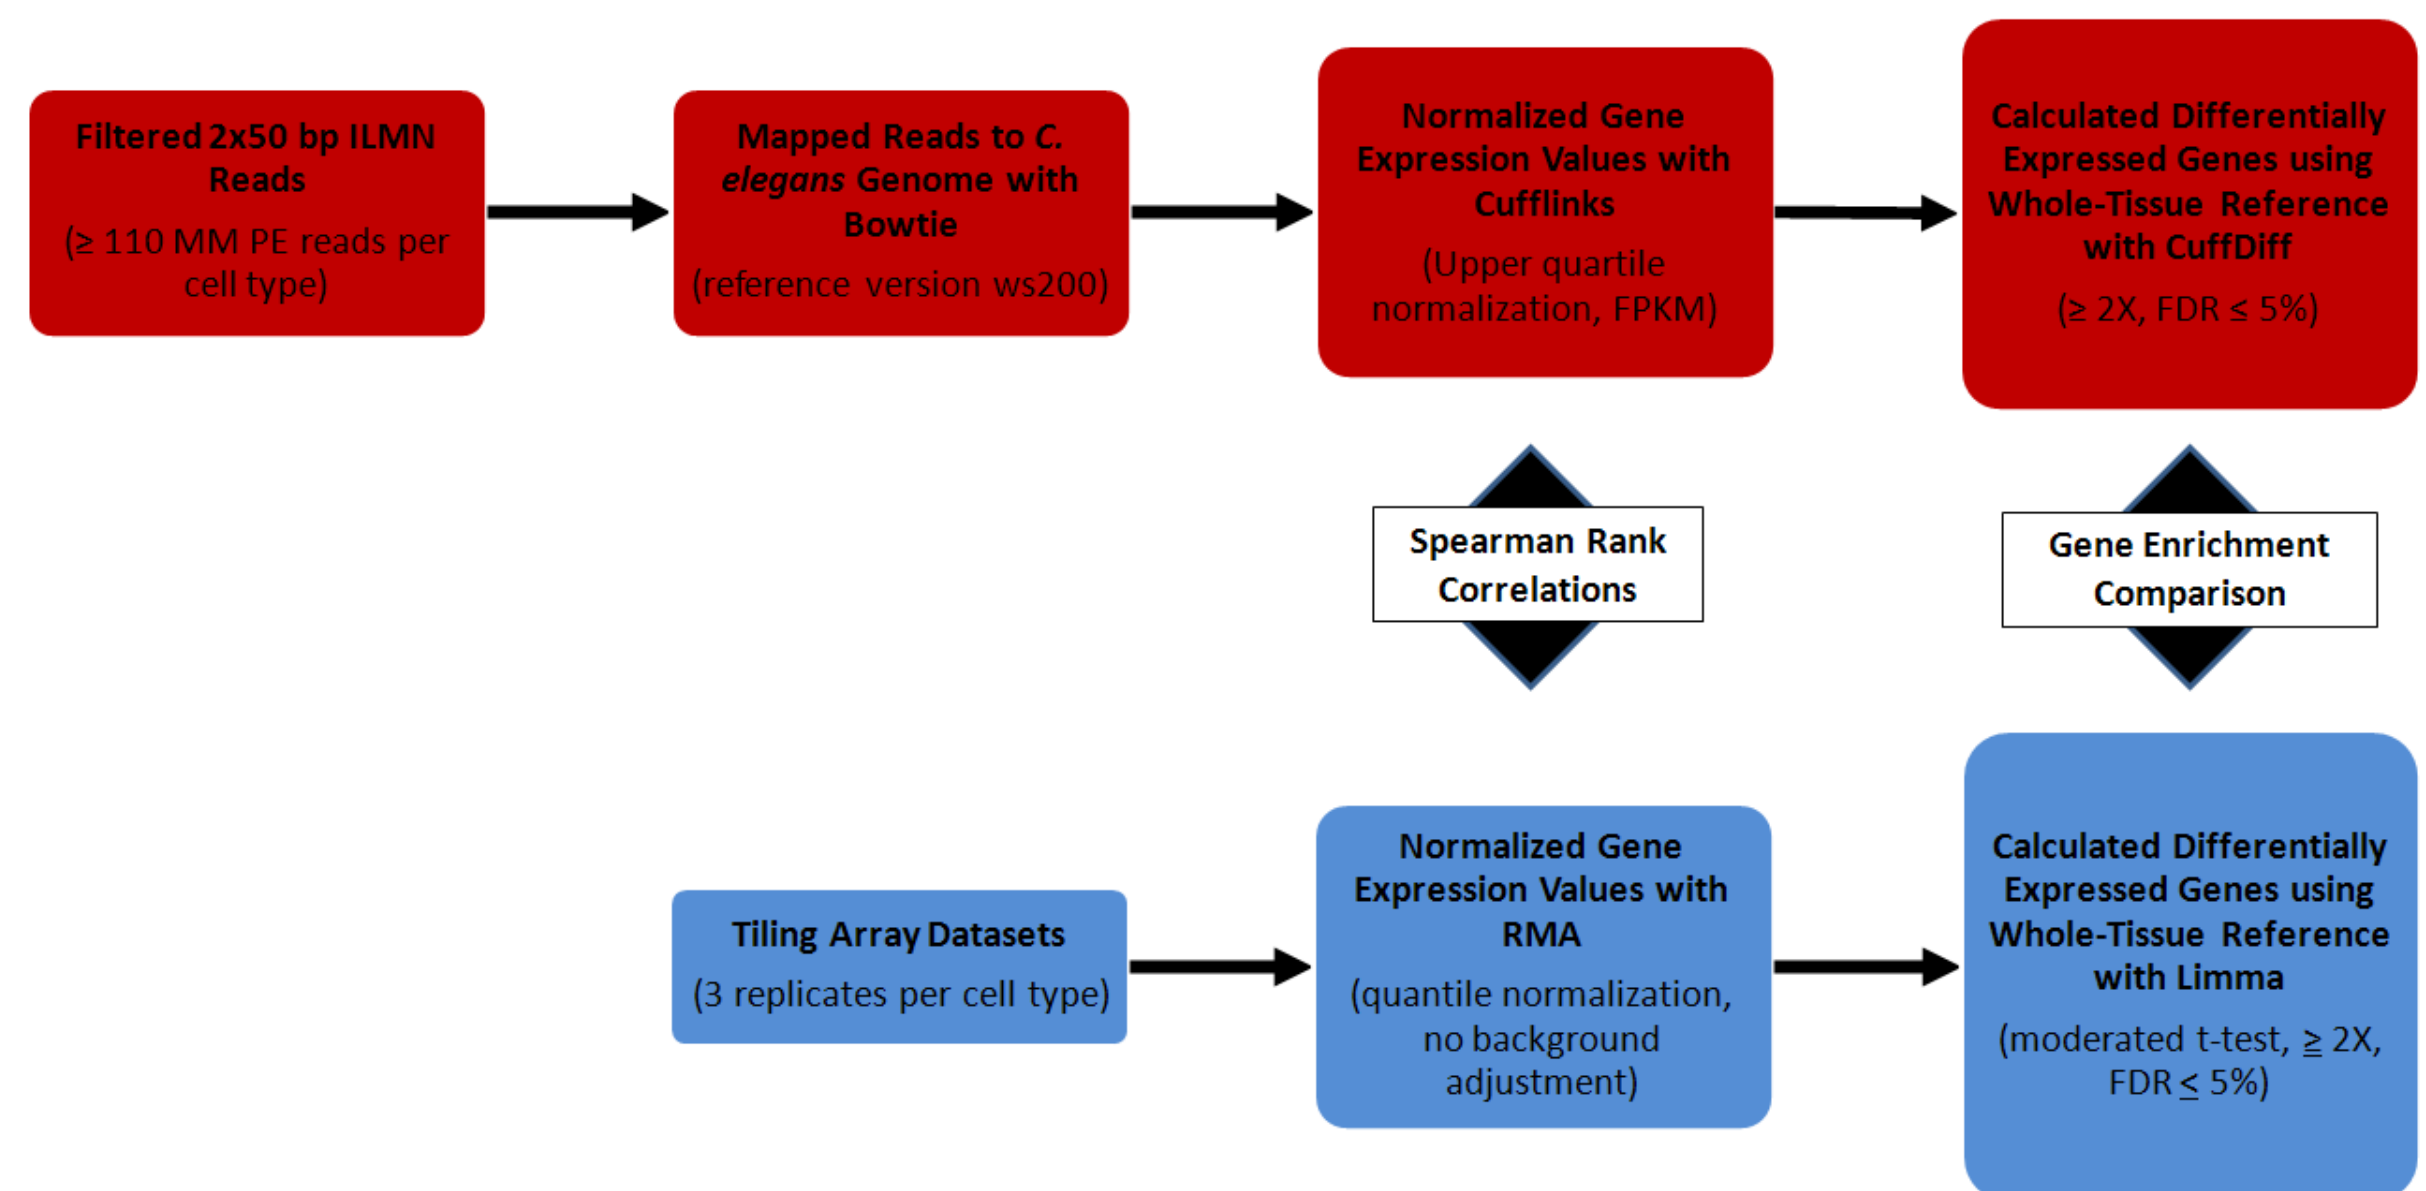 Filtered 2x50 bp ILMN
Reads
(≥ 110 MM PE reads per
cell type)
Mapped Reads to C.
elegans Genome with
Bowtie
(reference version ws200)
Normalized Gene
Expression Values with
Cufflinks
(Upper quartile
normalization, FPKM)
Calculated Differentially
Expressed Genes using
Whole-Tissue Reference
with CuffDiff
(≥ 2X, FDR ≤ 5%)
Spearman Rank
Correlations
Gene Enrichment
Comparison
Tiling Array Datasets
(3 replicates per cell type)
Normalized Gene
Expression Values with
RMA
(quantile normalization,
no background
adjustment)
Calculated Differentially
Expressed Genes using
Whole-Tissue Reference
with Limma
(moderated t-test, ≧ 2X,
FDR ≤ 5%)